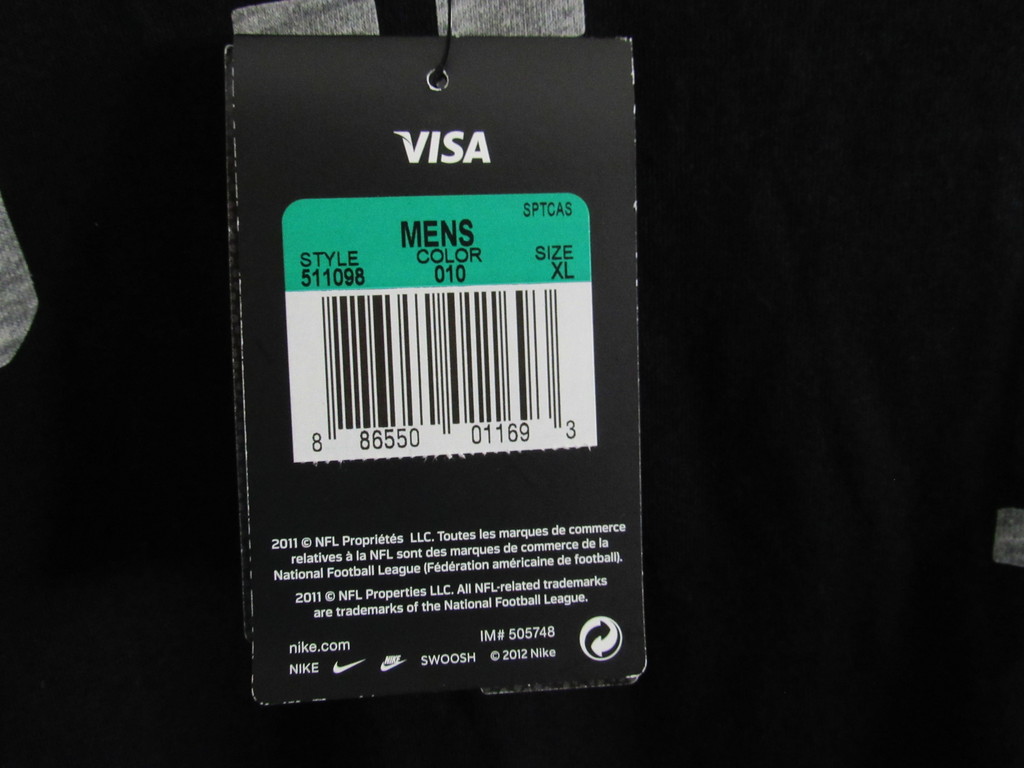 VISA
SPTCAS
MENS
STYLE COLOR SIZE
511098 010 XL
8 86550 01169 3
2011 © NFL Propriétés LLC. Toutes les marques de commerce
relatives à la NFL sont des marques de commerce de la
National Football League (Fédération américaine de football).
2011 © NFL Properties LLC. All NFL-related trademarks
are trademarks of the National Football League.
nike.com IM# 505748
NIKE NIKE SWOOSH © 2012 Nike